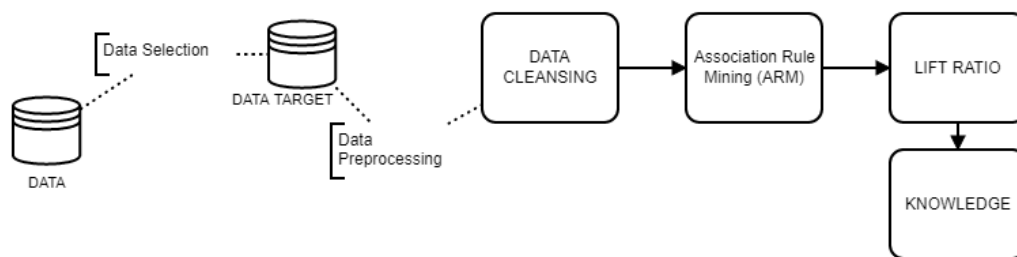 Data Selection
DATA
DATA TARGET
Data
Preprocessing
DATA
CLEANSING
Association Rule
Mining (ARM)
LIFT RATIO
KNOWLEDGE